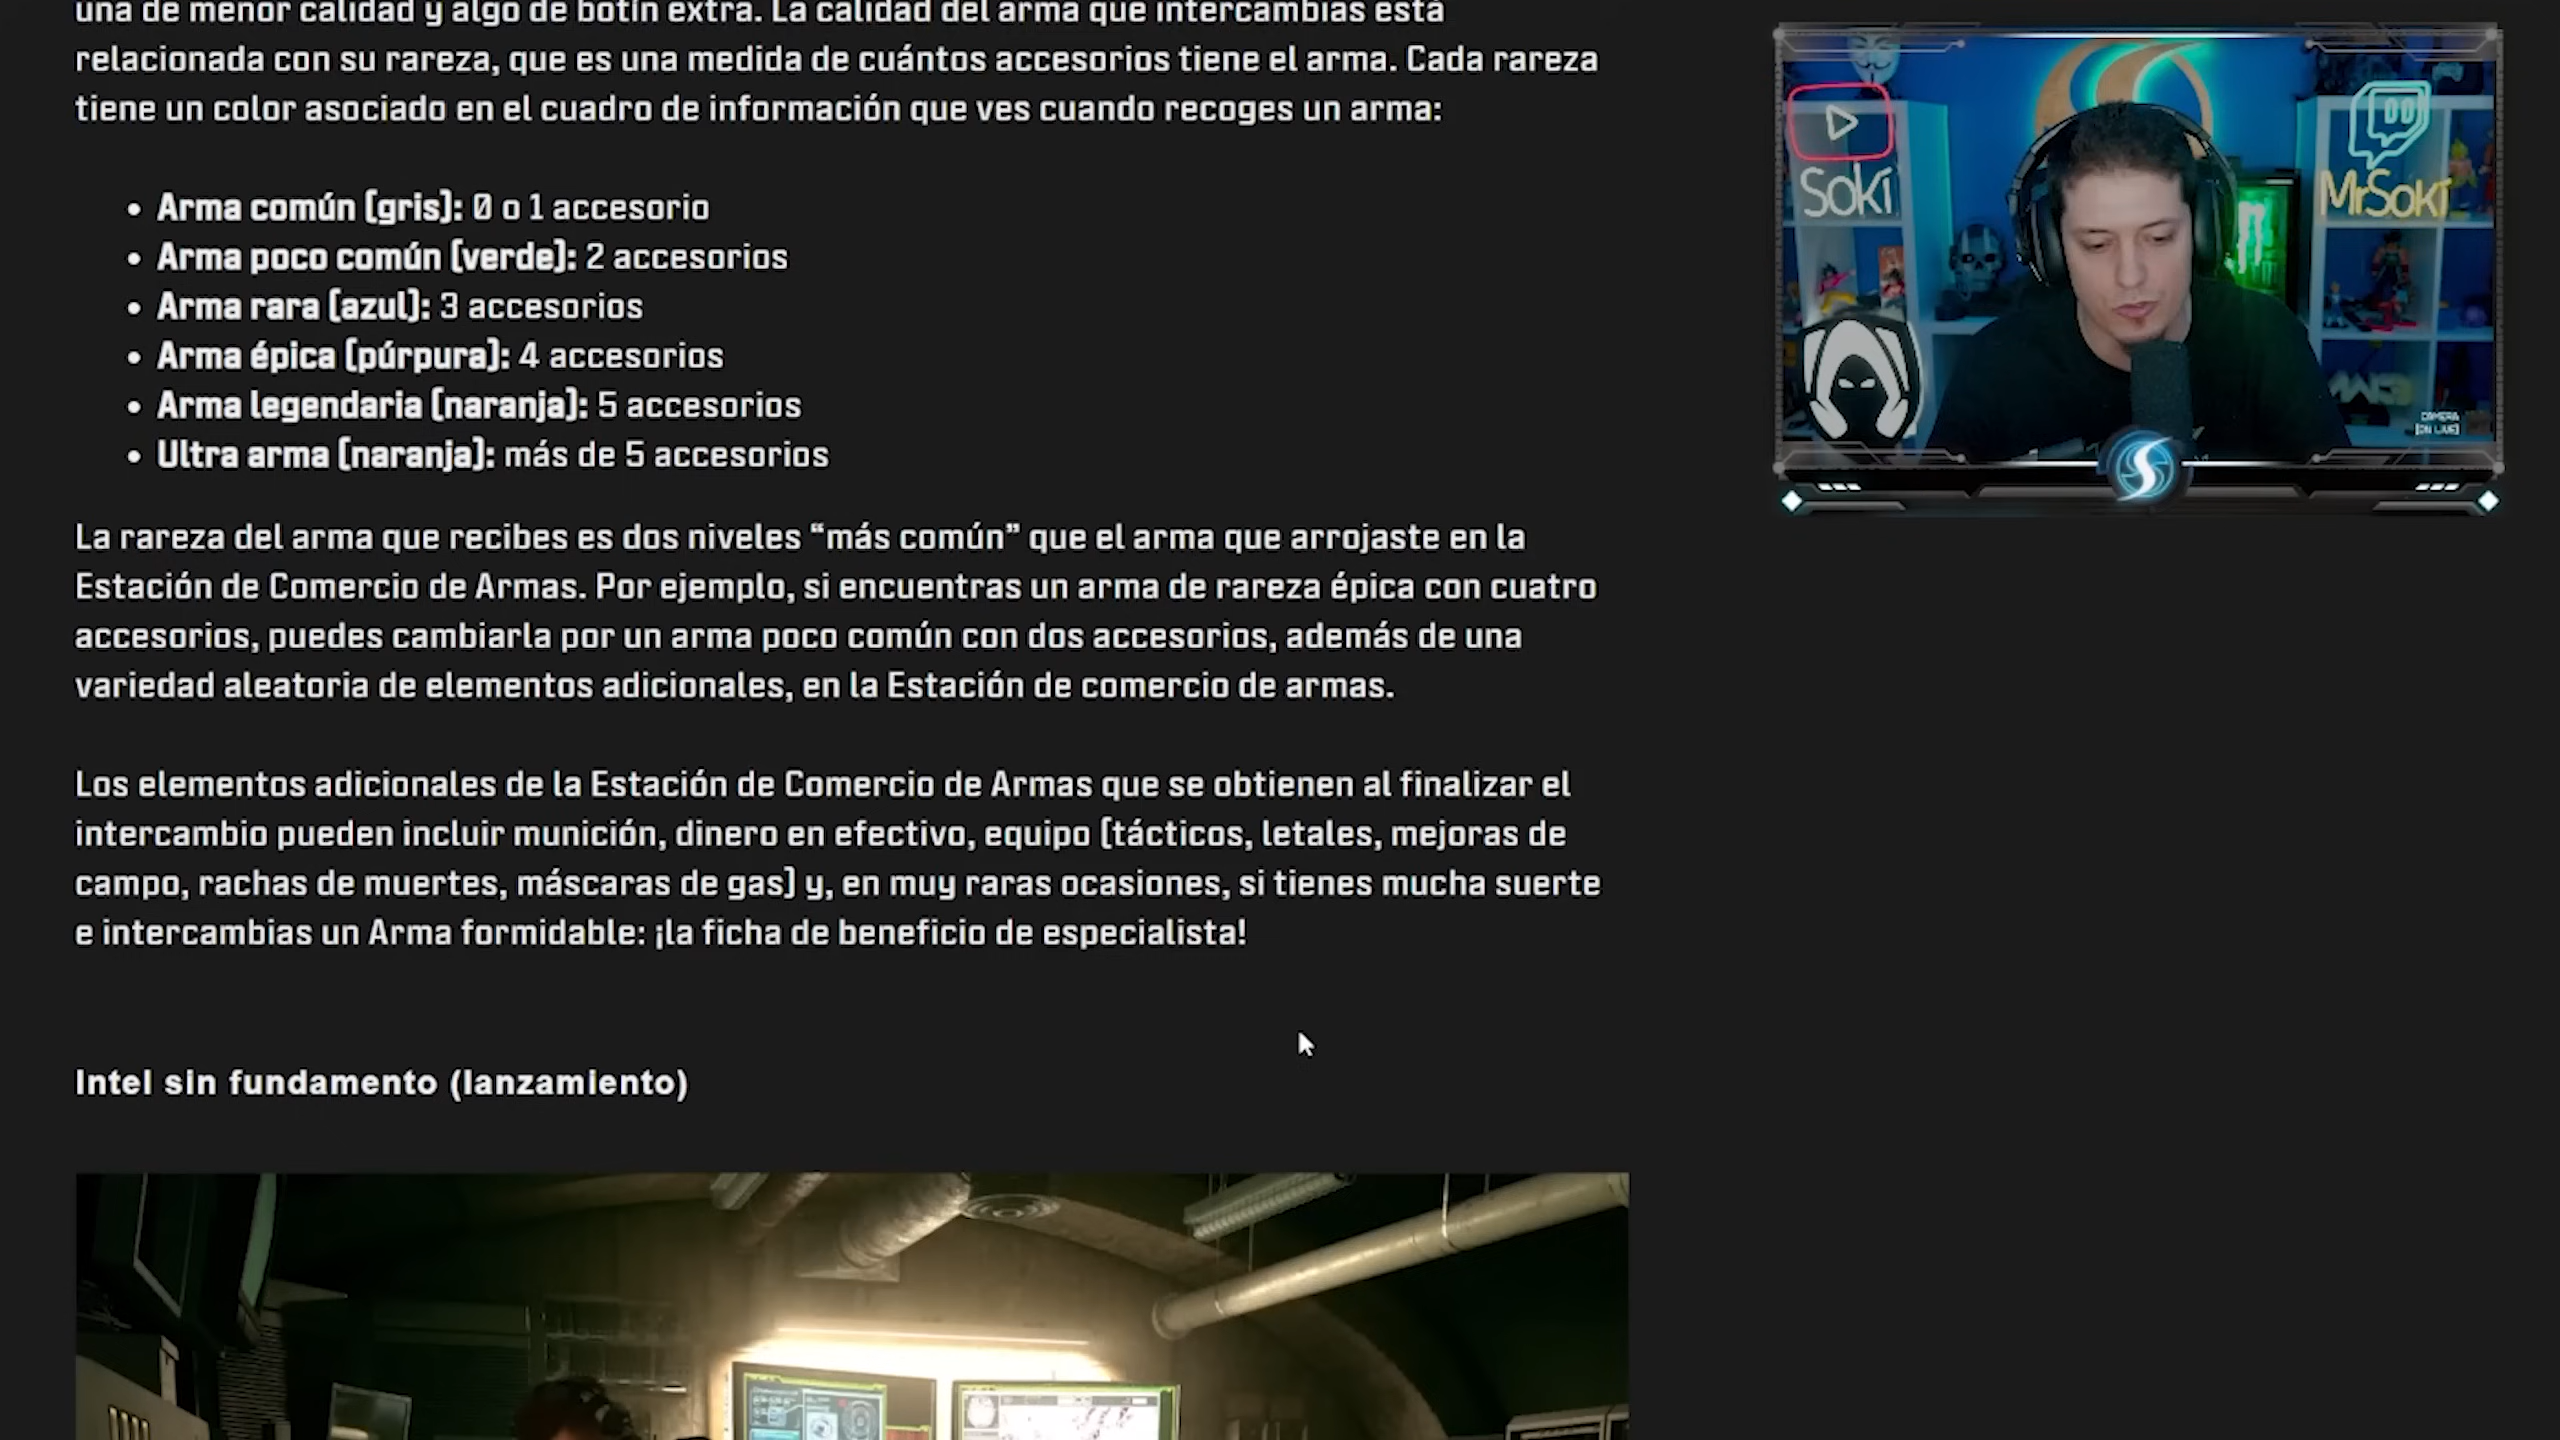 una de menor calidad y algo de botín extra. La calidad del arma que intercambias está
relacionada con su rareza, que es una medida de cuántos accesorios tiene el arma. Cada rareza
tiene un color asociado en el cuadro de información que ves cuando recoges un arma:
• Arma común (gris): 0 o 1 accesorio
• Arma poco común (verde): 2 accesorios
• Arma rara (azul): 3 accesorios
• Arma épica (púrpura): 4 accesorios
• Arma legendaria (naranja): 5 accesorios
• Ultra arma (naranja): más de 5 accesorios
La rareza del arma que recibes es dos niveles “más común” que el arma que arrojaste en la
Estación de Comercio de Armas. Por ejemplo, si encuentras un arma de rareza épica con cuatro
accesorios, puedes cambiarla por un arma poco común con dos accesorios, además de una
variedad aleatoria de elementos adicionales, en la Estación de comercio de armas.
Los elementos adicionales de la Estación de Comercio de Armas que se obtienen al finalizar el
intercambio pueden incluir munición, dinero en efectivo, equipo (tácticos, letales, mejoras de
campo, rachas de muertes, máscaras de gas) y, en muy raras ocasiones, si tienes mucha suerte
e intercambias un Arma formidable: ¡la ficha de beneficio de especialista!
Intel sin fundamento (lanzamiento)
Soki
MrSoki
CAMERA
[ON LIVE]